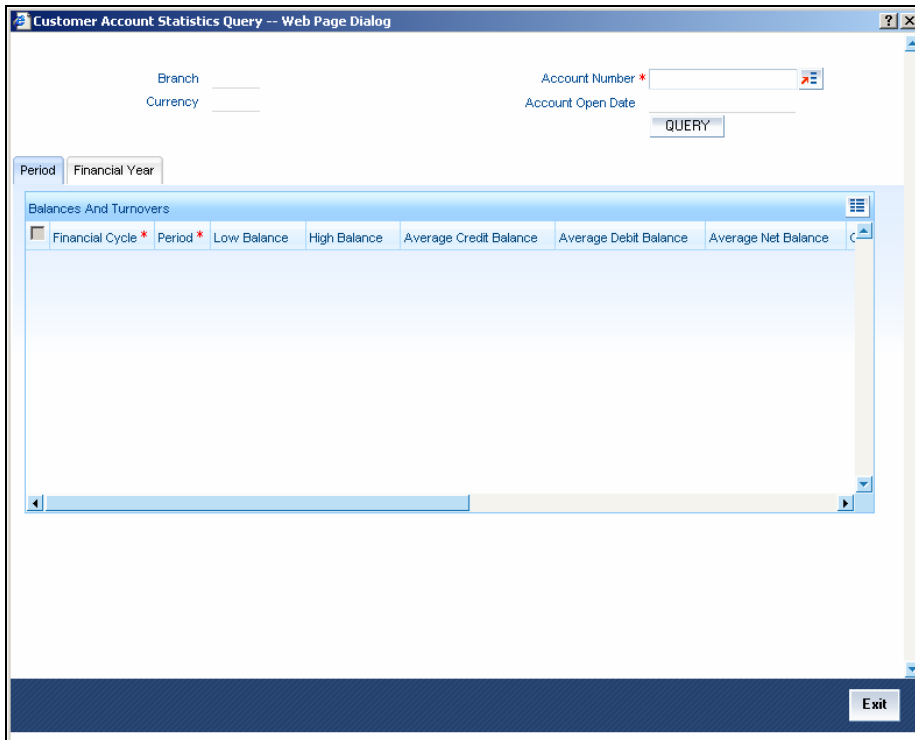 Customer Account Statistics Query -- Web Page Dialog
Branch
Account Number *
Currency
Account Open Date
QUERY
Period Financial Year
Balances And Turnovers
Financial Cycle * Period * Low Balance High Balance Average Credit Balance Average Debit Balance Average Net Balance
Exit